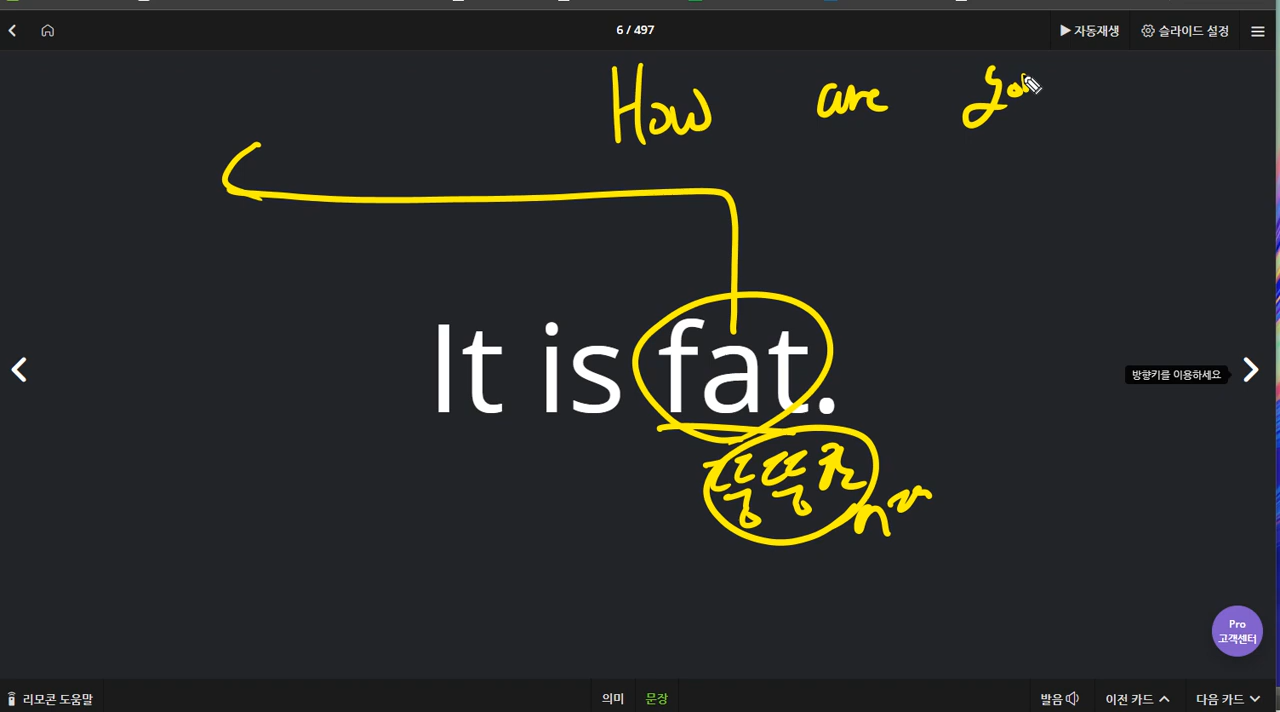 6 / 497
자동재생
슬라이드 설정
How are you
It is fat.
방향키를 이용하세요
뚱뚱한
Pro
고객센터
리모콘 도움말
의미
문장
발음
이전 카드
다음 카드